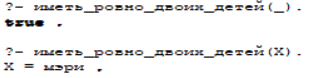 ?- иметь_ровно_двоих_детей(_).
true .
?- иметь_ровно_двоих_детей(X).
X = мэри .